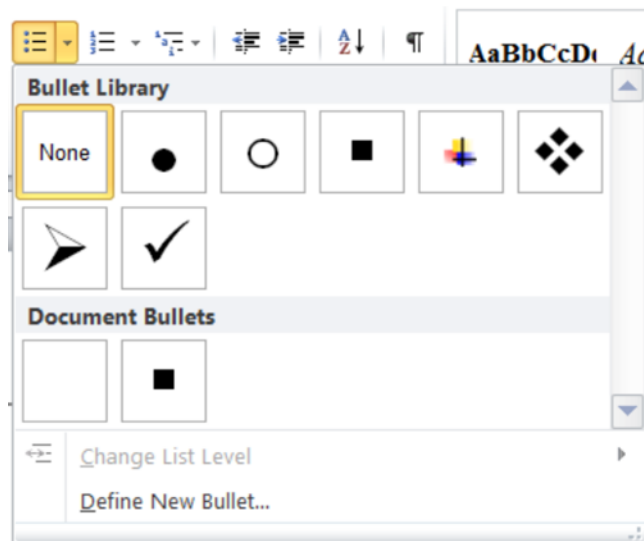 AaBbCcD
Bullet Library
None
Document Bullets
Change List Level
Define New Bullet...